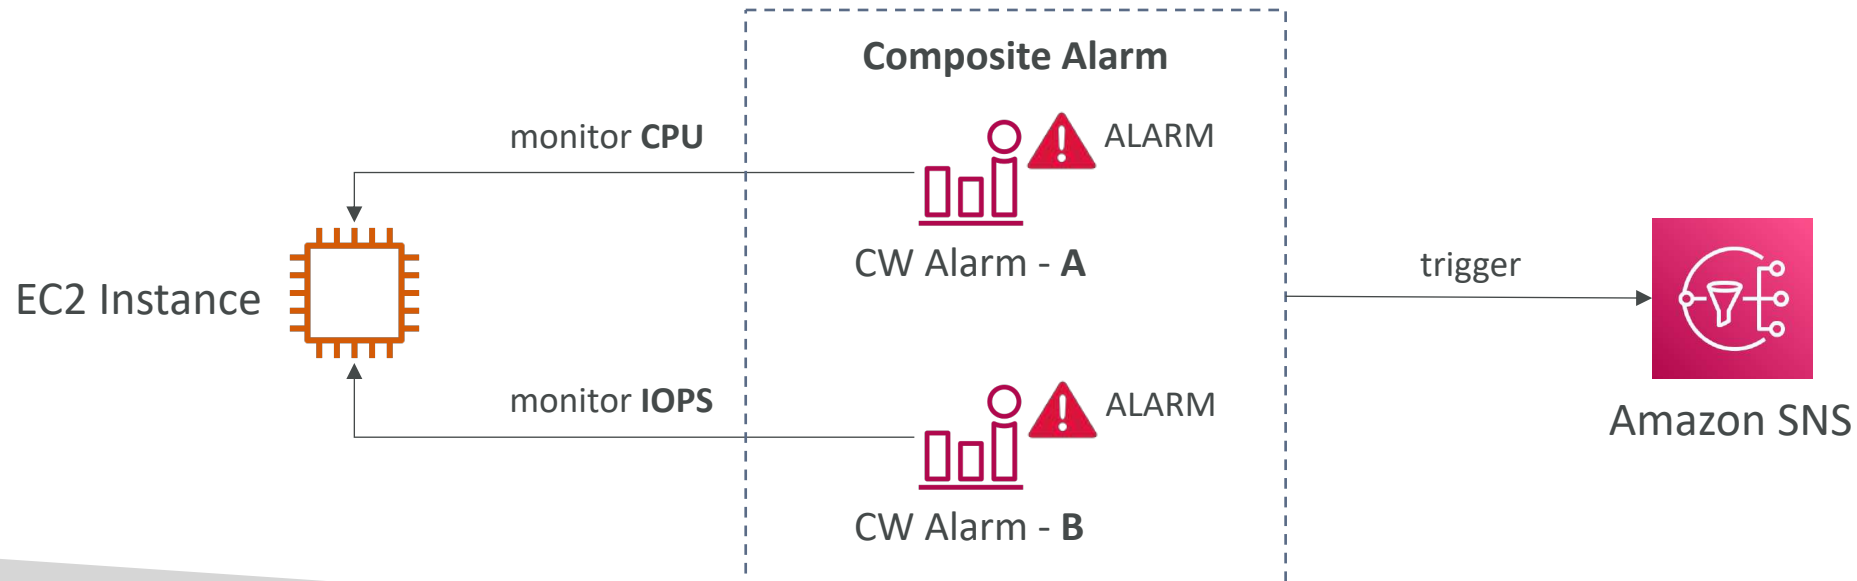 Composite Alarm
monitor CPU
ALARM
CW Alarm - A
EC2 Instance
trigger
monitor IOPS
ALARM
Amazon SNS
CW Alarm - B